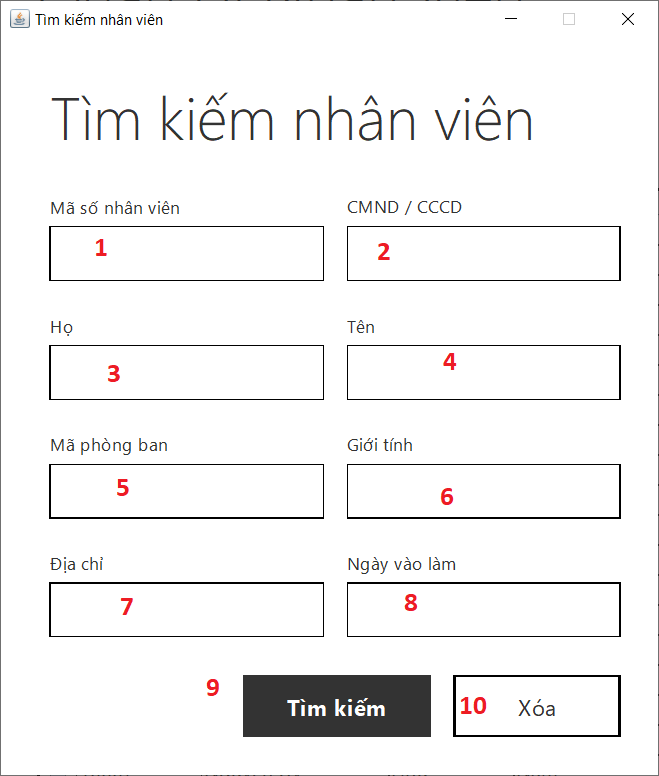 Tìm kiếm nhân viên
Tìm kiếm nhân viên
Mã số nhân viên CMND / CCCD
1 2
Họ Tên
3 4
Mã phòng ban Giới tính
5 6
Địa chỉ Ngày vào làm
7 8
9 Tìm kiếm 10 Xóa